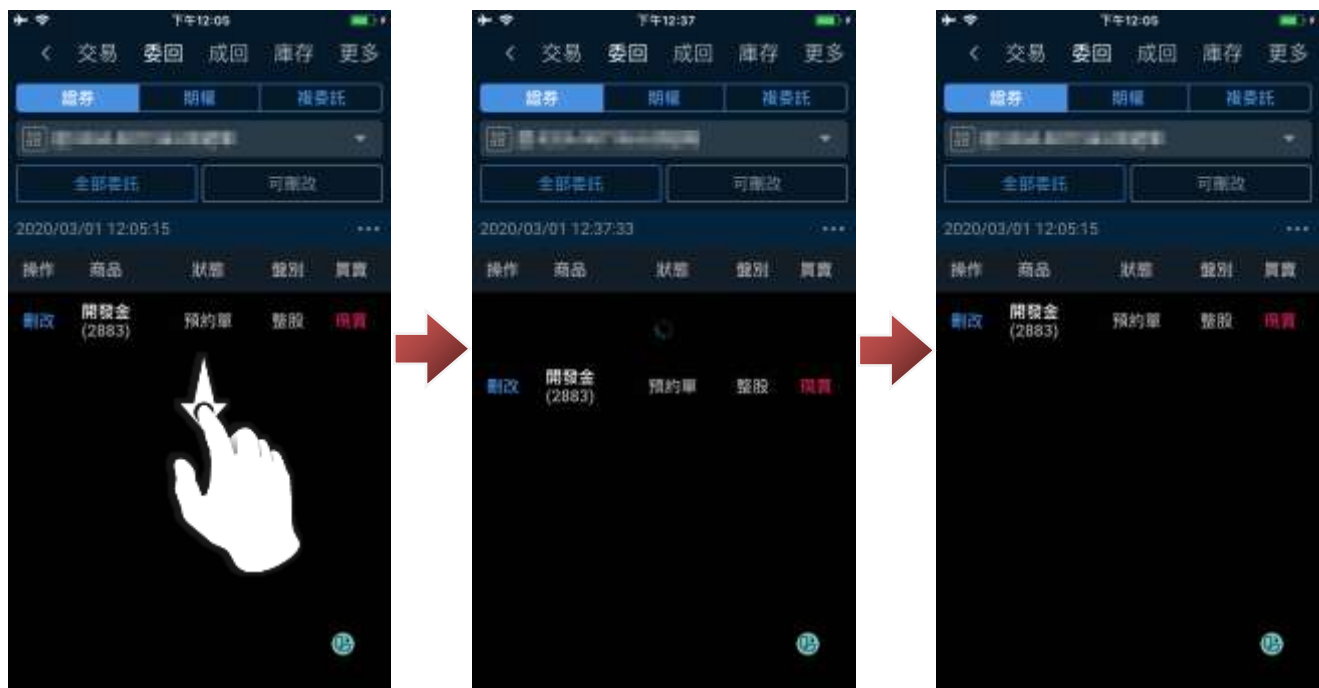 下午12:05
交易 委回 成回 庫存 更多
證券 期權 複委託
全部委託 可刪改
2020/03/01 12:05:15
操作 商品 狀態 盤別 買賣
刪改 開發金 預約單 整股 現買
(2883)
下午12:37
交易 委回 成回 庫存 更多
證券 期權 複委託
全部委託 可刪改
2020/03/01 12:37:33
操作 商品 狀態 盤別 買賣
刪改 開發金 預約單 整股 現買
(2883)
下午12:05
交易 委回 成回 庫存 更多
證券 期權 複委託
全部委託 可刪改
2020/03/01 12:05:15
操作 商品 狀態 盤別 買賣
刪改 開發金 預約單 整股 現買
(2883)